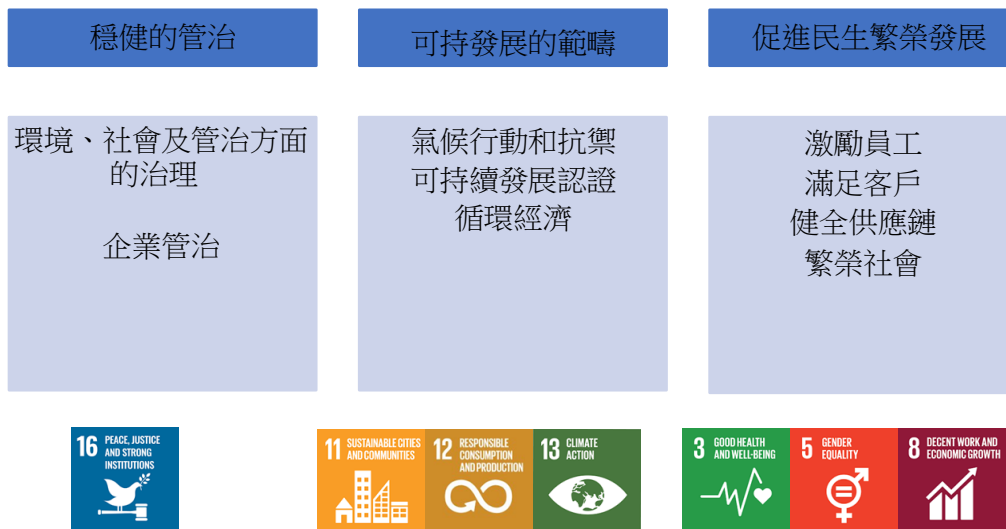 穩健的管治
可持發展的範疇
促進民生繁榮發展
環境、社會及管治方面
的治理
企業管治
氣候行動和抗禦
可持續發展認證
循環經濟
激勵員工
滿足客戶
健全供應鏈
繁榮社會
16 PEACE, JUSTICE
AND STRONG
INSTITUTIONS
11 SUSTAINABLE CITIES
AND COMMUNITIES
12 RESPONSIBLE
CONSUMPTION
AND PRODUCTION
13 CLIMATE
ACTION
3 GOOD HEALTH
AND WELL-BEING
5 GENDER
EQUALITY
8 DECENT WORK AND
ECONOMIC GROWTH